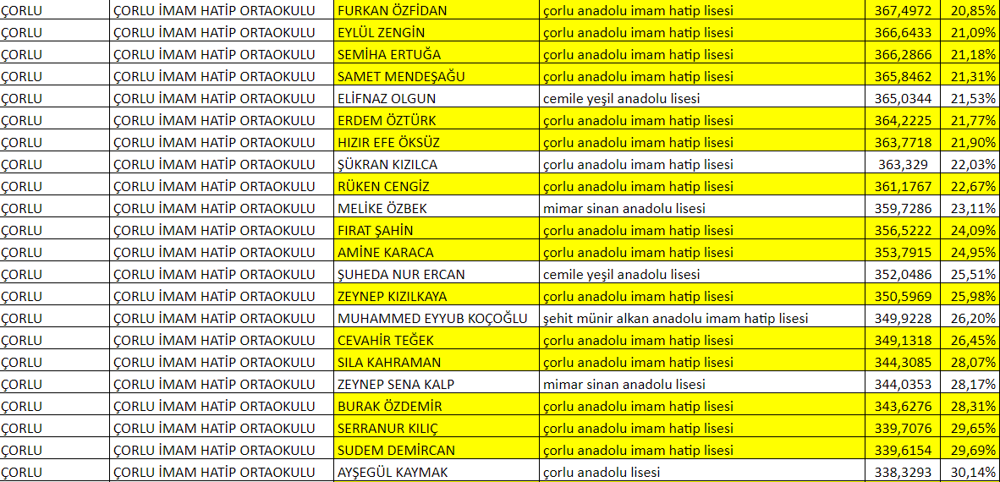 ÇORLU ÇORLU İMAM HATİP ORTAOKULU FURKAN ÖZFİDAN çorlu anadolu imam hatip lisesi 367,4972 20,85%
ÇORLU ÇORLU İMAM HATİP ORTAOKULU EYLÜL ZENGİN çorlu anadolu imam hatip lisesi 366,6433 21,09%
ÇORLU ÇORLU İMAM HATİP ORTAOKULU SEMİHA ERTUĞA çorlu anadolu imam hatip lisesi 366,2866 21,18%
ÇORLU ÇORLU İMAM HATİP ORTAOKULU SAMET MENDEŞAĞU çorlu anadolu imam hatip lisesi 365,8462 21,31%
ÇORLU ÇORLU İMAM HATİP ORTAOKULU ELİFNAZ OLGUN cemile yeşil anadolu lisesi 365,0344 21,53%
ÇORLU ÇORLU İMAM HATİP ORTAOKULU ERDEM ÖZTÜRK çorlu anadolu imam hatip lisesi 364,2225 21,77%
ÇORLU ÇORLU İMAM HATİP ORTAOKULU HIZIR EFE ÖKSÜZ çorlu anadolu imam hatip lisesi 363,7718 21,90%
ÇORLU ÇORLU İMAM HATİP ORTAOKULU ŞÜKRAN KIZILCA çorlu anadolu imam hatip lisesi 363,329 22,03%
ÇORLU ÇORLU İMAM HATİP ORTAOKULU RÜKEN CENGİZ çorlu anadolu imam hatip lisesi 361,1767 22,67%
ÇORLU ÇORLU İMAM HATİP ORTAOKULU MELİKE ÖZBEK mimar sinan anadolu lisesi 359,7286 23,11%
ÇORLU ÇORLU İMAM HATİP ORTAOKULU FIRAT ŞAHİN çorlu anadolu imam hatip lisesi 356,5222 24,09%
ÇORLU ÇORLU İMAM HATİP ORTAOKULU AMİNE KARACA çorlu anadolu imam hatip lisesi 353,7915 24,95%
ÇORLU ÇORLU İMAM HATİP ORTAOKULU ŞUHEDA NUR ERCAN cemile yeşil anadolu lisesi 352,0486 25,51%
ÇORLU ÇORLU İMAM HATİP ORTAOKULU ZEYNEP KIZILKAYA çorlu anadolu imam hatip lisesi 350,5969 25,98%
ÇORLU ÇORLU İMAM HATİP ORTAOKULU MUHAMMED EYYUB KOÇOĞLU şehit münir alkan anadolu imam hatip lisesi 349,9228 26,20%
ÇORLU ÇORLU İMAM HATİP ORTAOKULU CEVAHİR TEĞEK çorlu anadolu imam hatip lisesi 349,1318 26,45%
ÇORLU ÇORLU İMAM HATİP ORTAOKULU SILA KAHRAMAN çorlu anadolu imam hatip lisesi 344,3085 28,07%
ÇORLU ÇORLU İMAM HATİP ORTAOKULU ZEYNEP SENA KALP mimar sinan anadolu lisesi 344,0353 28,17%
ÇORLU ÇORLU İMAM HATİP ORTAOKULU BURAK ÖZDEMİR çorlu anadolu imam hatip lisesi 343,6276 28,31%
ÇORLU ÇORLU İMAM HATİP ORTAOKULU SERRANUR KILIÇ çorlu anadolu imam hatip lisesi 339,7076 29,65%
ÇORLU ÇORLU İMAM HATİP ORTAOKULU SUDEM DEMİRCAN çorlu anadolu imam hatip lisesi 339,6154 29,69%
ÇORLU ÇORLU İMAM HATİP ORTAOKULU AYŞEGÜL KAYMAK çorlu anadolu lisesi 338,3293 30,14%